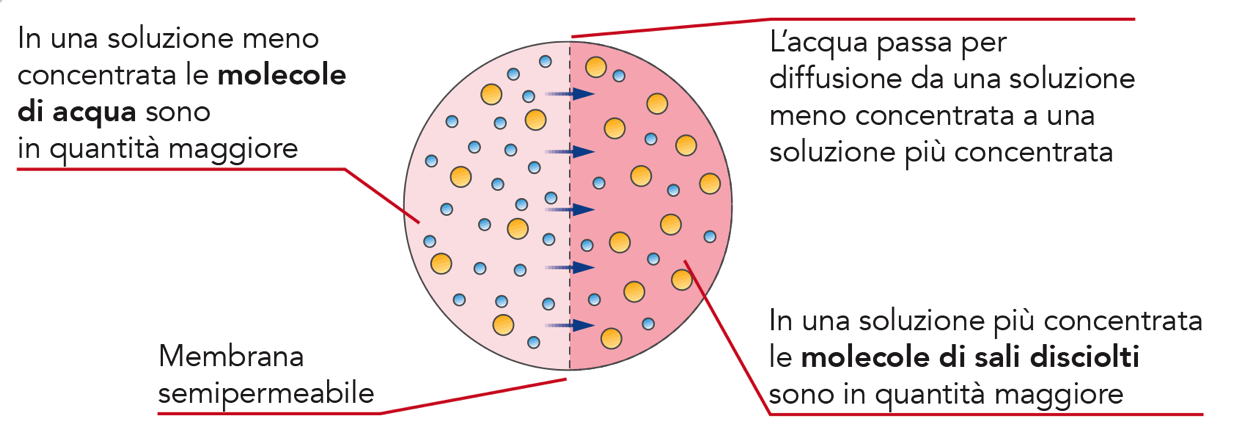 In una soluzione meno
concentrata le molecole
di acqua sono
in quantità maggiore
L'acqua passa per
diffusione da una soluzione
meno concentrata a una
soluzione più concentrata
Membrana
semipermeabile
In una soluzione più concentrata
le molecole di sali disciolti
sono in quantità maggiore